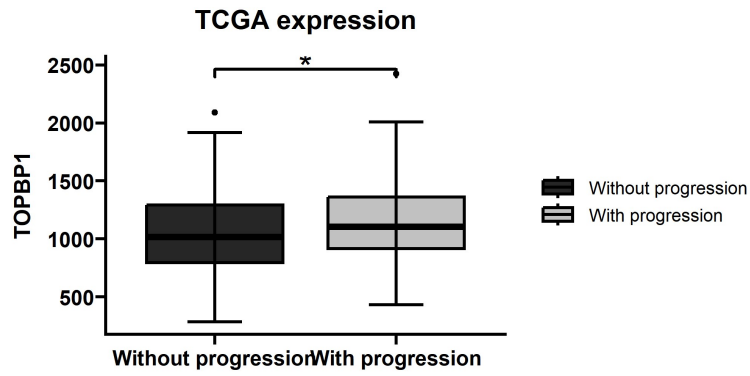 TCGA expression
*
2500
2000
1500
1000
500
TOPBP1
Without progression
With progression
Without progression
With progression